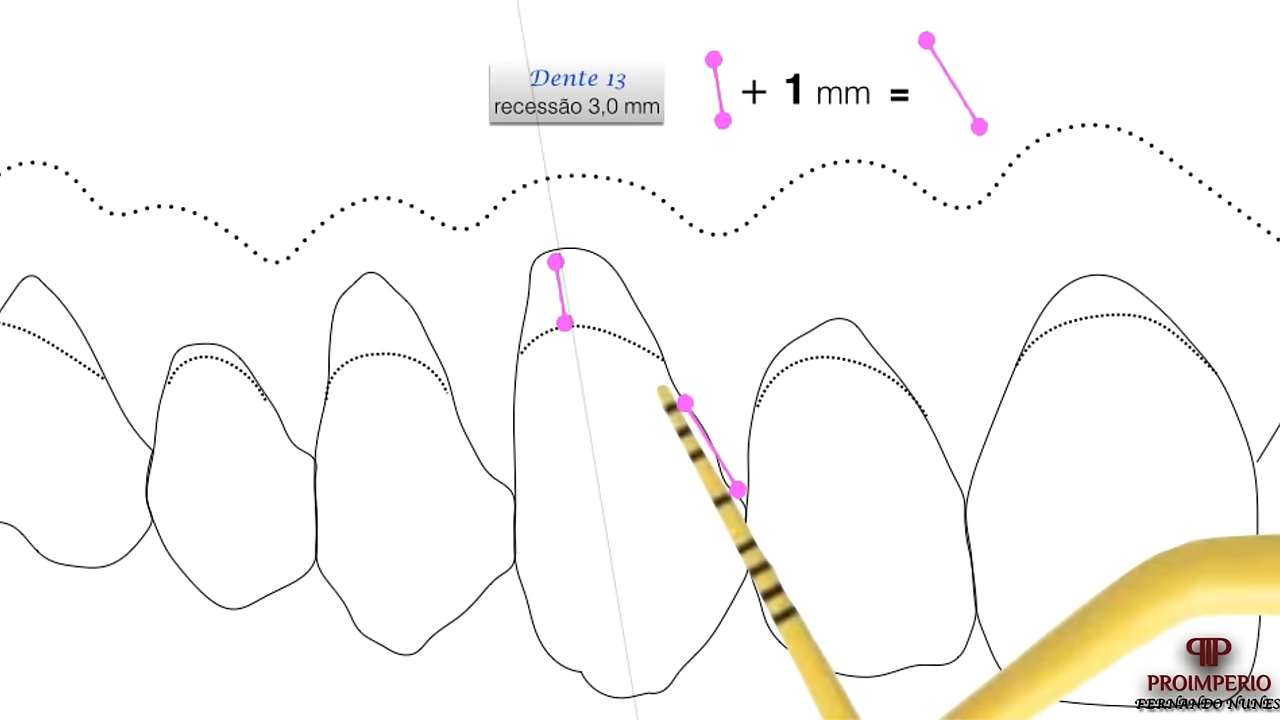 Dente 13
recessão 3,0 mm
+ 1 mm =
PROIMPERIO
FERNANDO NUNES